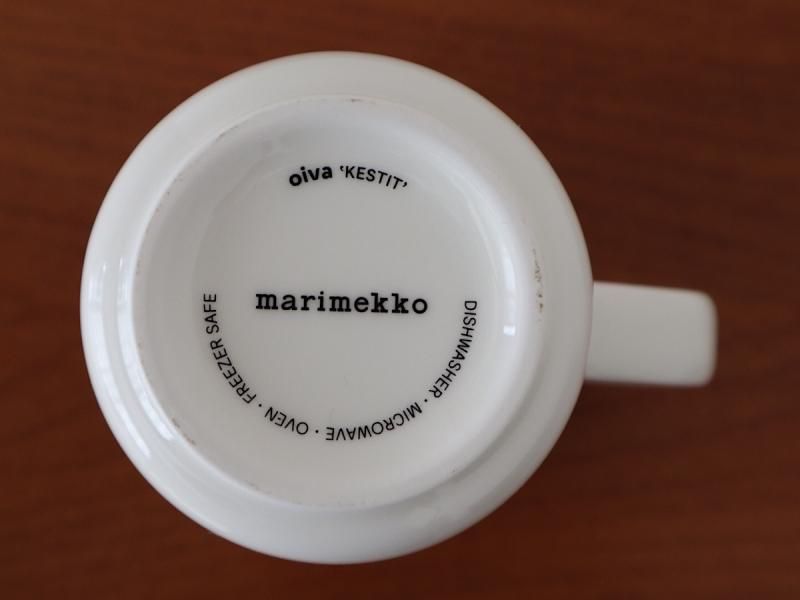 oiva ‛KESTIT’
marimekko
DISHWASHER · MICROWAVE · OVEN · FREEZER SAFE